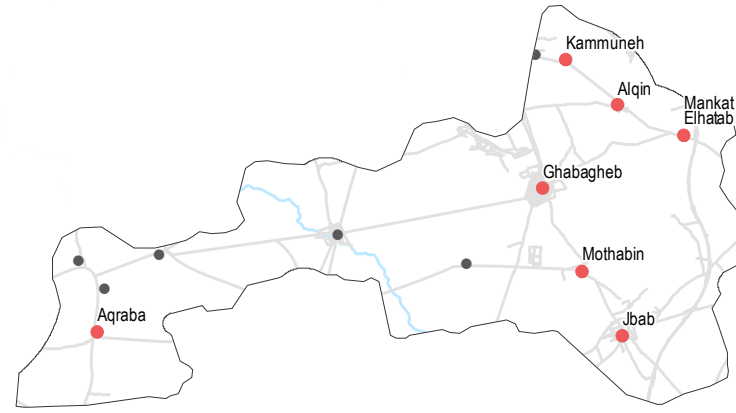 Kammuneh
Alqin
Mankat
Elhatab
Ghabagheb
Mothabin
Jbab
Aqraba